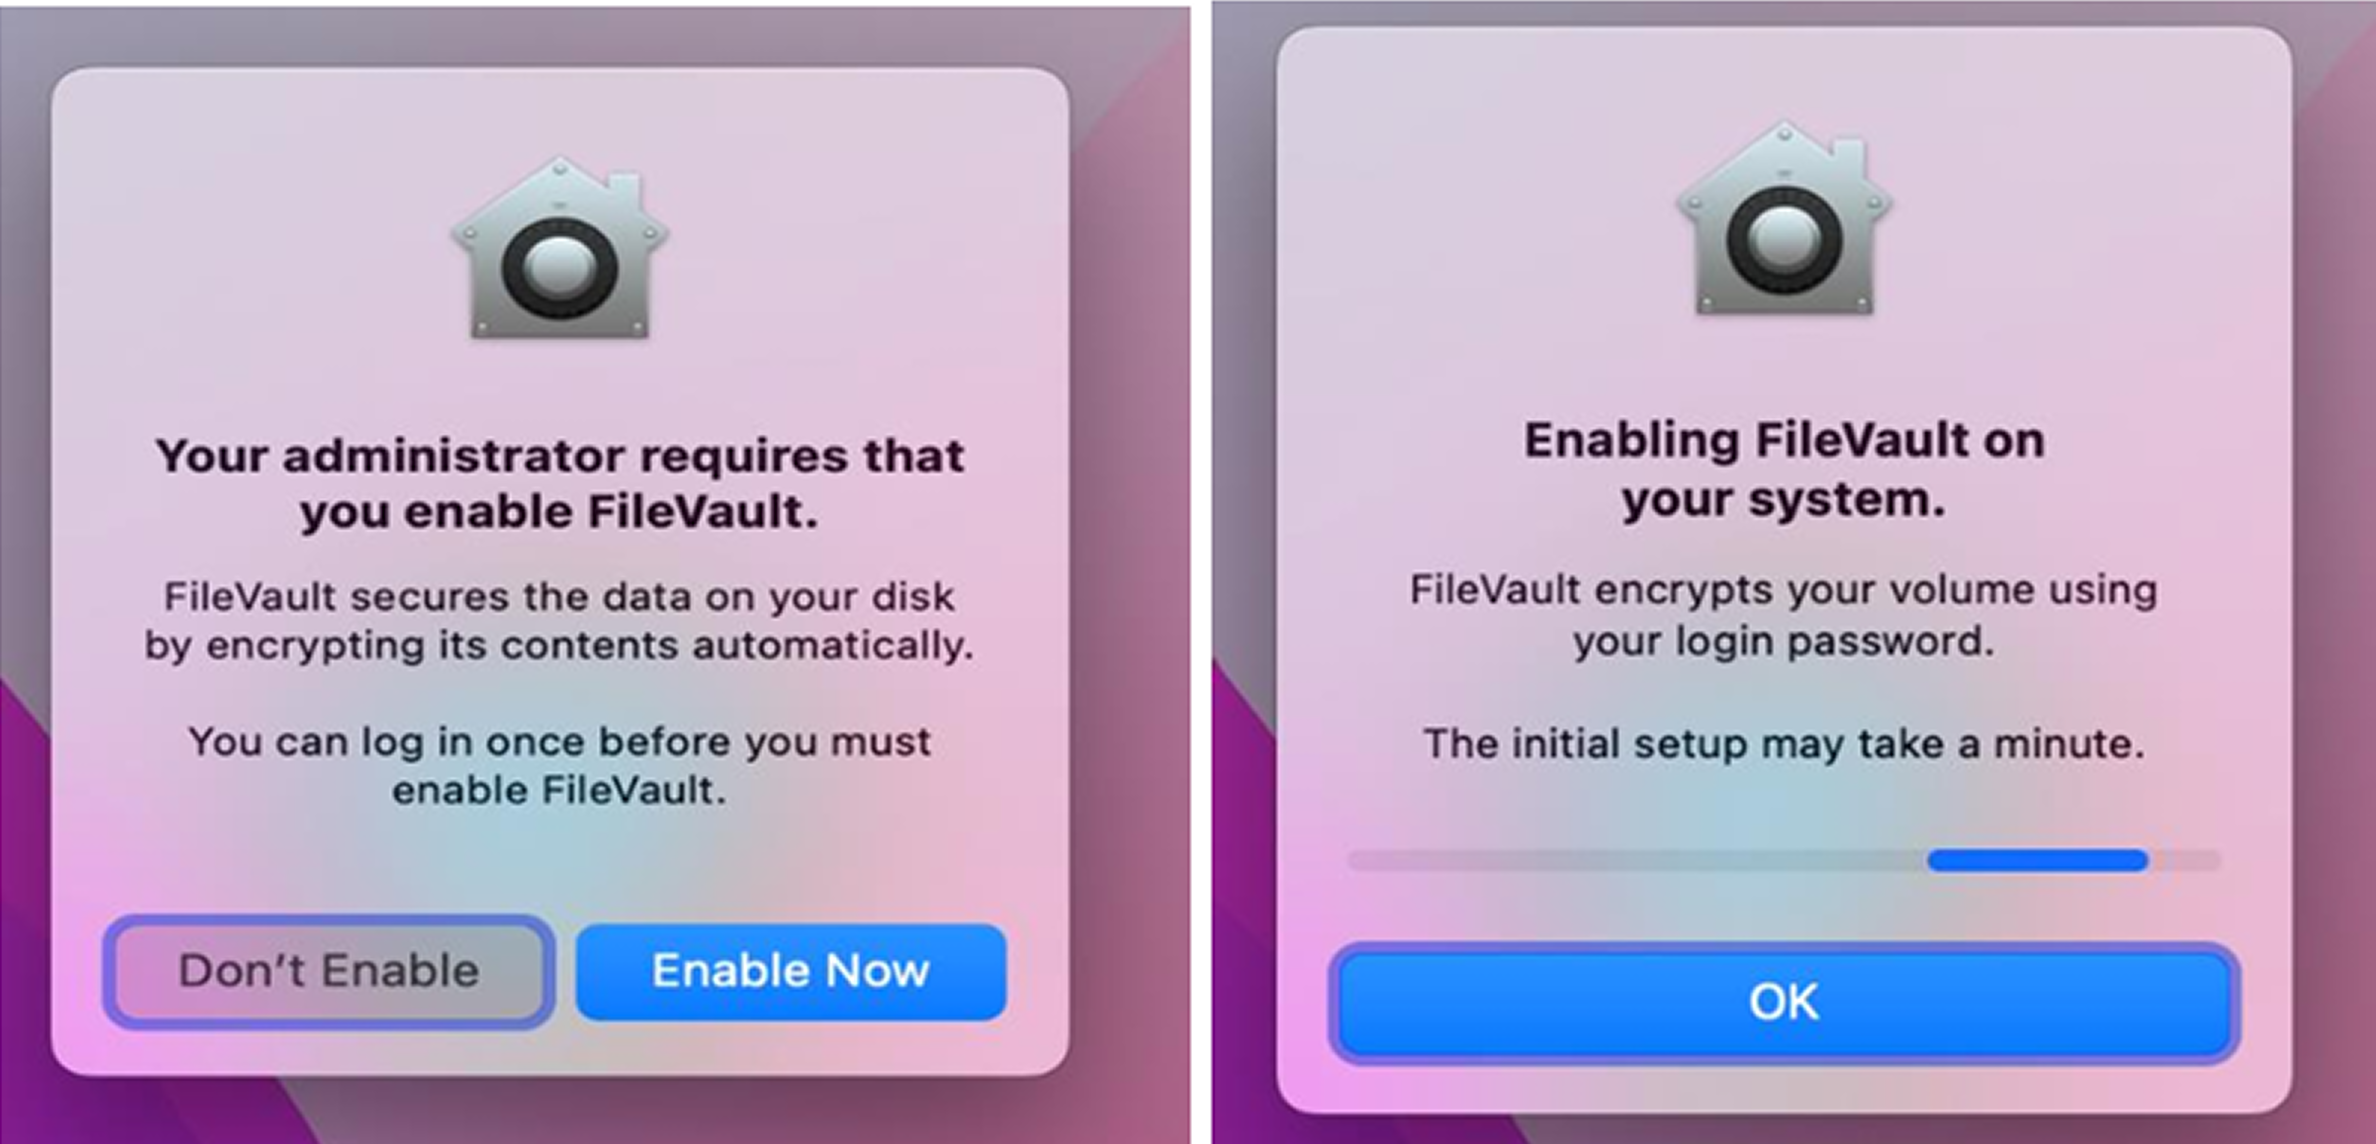 Your administrator requires that
you enable FileVault.
FileVault secures the data on your disk
by encrypting its contents automatically.
You can log in once before you must
enable FileVault.
Don't Enable
Enable Now
Enabling FileVault on
your system.
FileVault encrypts your volume using
your login password.
The initial setup may take a minute.
OK